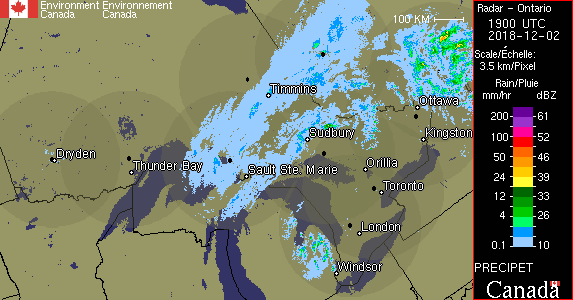 Environment Environnement
Canada Canada
100 KM
Timmins
Ottawa
Sudbury
Kingston
Dryden
Thunder Bay
Sault Ste. Marie
Orillia
Toronto
London
Windsor
Radar - Ontario
1900 UTC
2018-12-02
Scale/Échelle:
3.5 km/Pixel
Rain/Pluie
mm/hr dBZ
200 61
100 52
50 46
24 39
12 33
4 26
0.1 10
PRECIPET
Canada